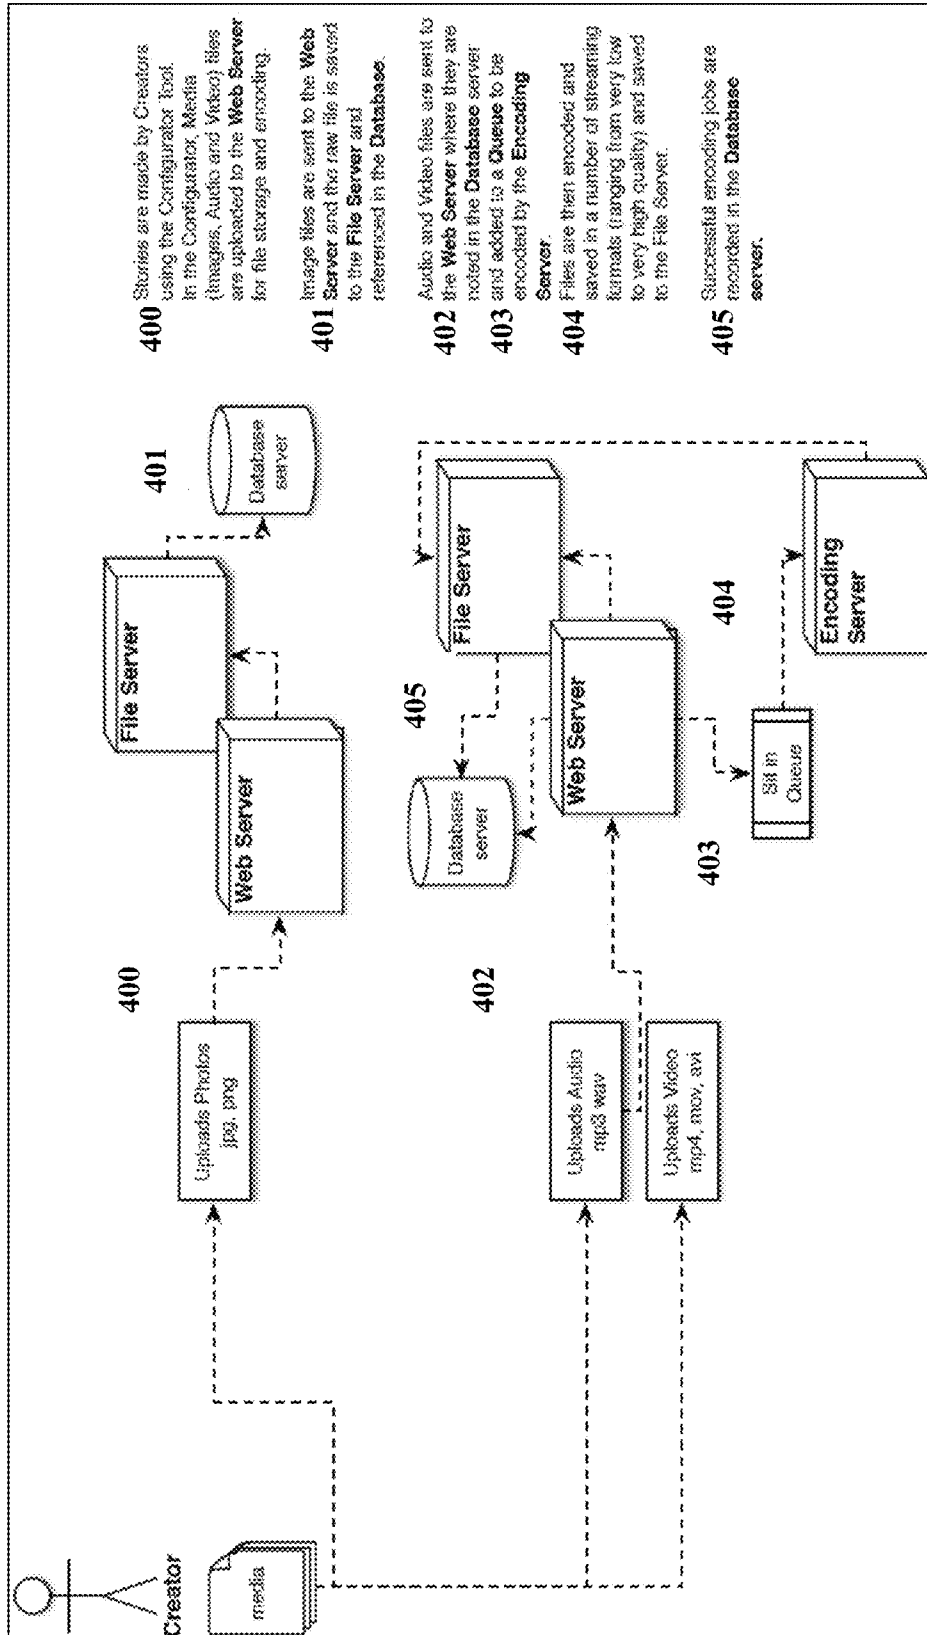 Creator
media
Uploads Photos
jpg, png
400
Web Server
File Server
401
Database
server
Uploads Audio
mp3 wav
Uploads Video
mp4, mov, avi
402
Web Server
File Server
Database
server
405
403
Sit in
Queue
404
Encoding
Server
400
Stories are made by Creators
using the Configurator Tool.
In the Configurator, Media
(Images, Audio and Video) files
are uploaded to the Web Server
for file storage and encoding.
401
Image files are sent to the Web
Server and the raw file is saved
to the File Server and
referenced in the Database.
402
Audio and Video files are sent to
the Web Server where they are
noted in the Database server
403
and added to a Queue to be
encoded by the Encoding
Server.
404
Files are then encoded and
saved in a number of streaming
formats (ranging from very low
to very high quality) and saved
to the File Server.
405
Successful encoding jobs are
recorded in the Database
server.